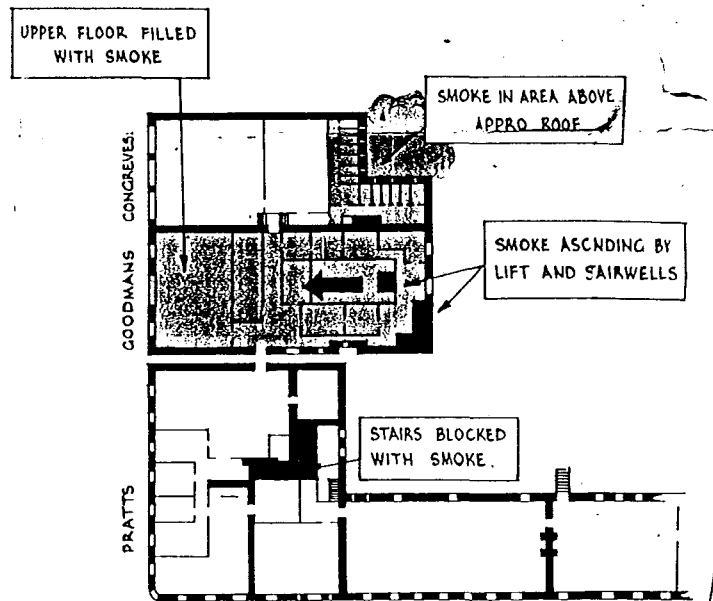 UPPER FLOOR FILLED
WITH SMOKE
SMOKE IN AREA ABOVE
APPRO ROOF
CONGREVES:
SMOKE ASCNDING BY
LIFT AND SAIRWELLS
GOODMANS
STAIRS BLOCKED
WITH SMOKE.
PRATTS